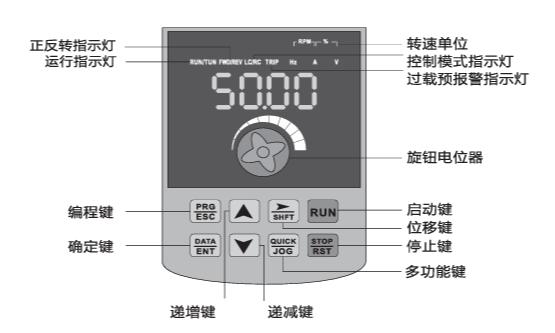 RPM %
正反转指示灯
转速单位
运行指示灯
RUN/TUN FWD/REV LC/RC TRIP Hz A V
控制模式指示灯
过载预报警指示灯
50.00
旋钮电位器
PRG
ESC
SHFT
RUN
编程键
启动键
位移键
DATA
ENT
QUICK
JOG
STOP
RST
确定键
停止键
多功能键
递增键
递减键